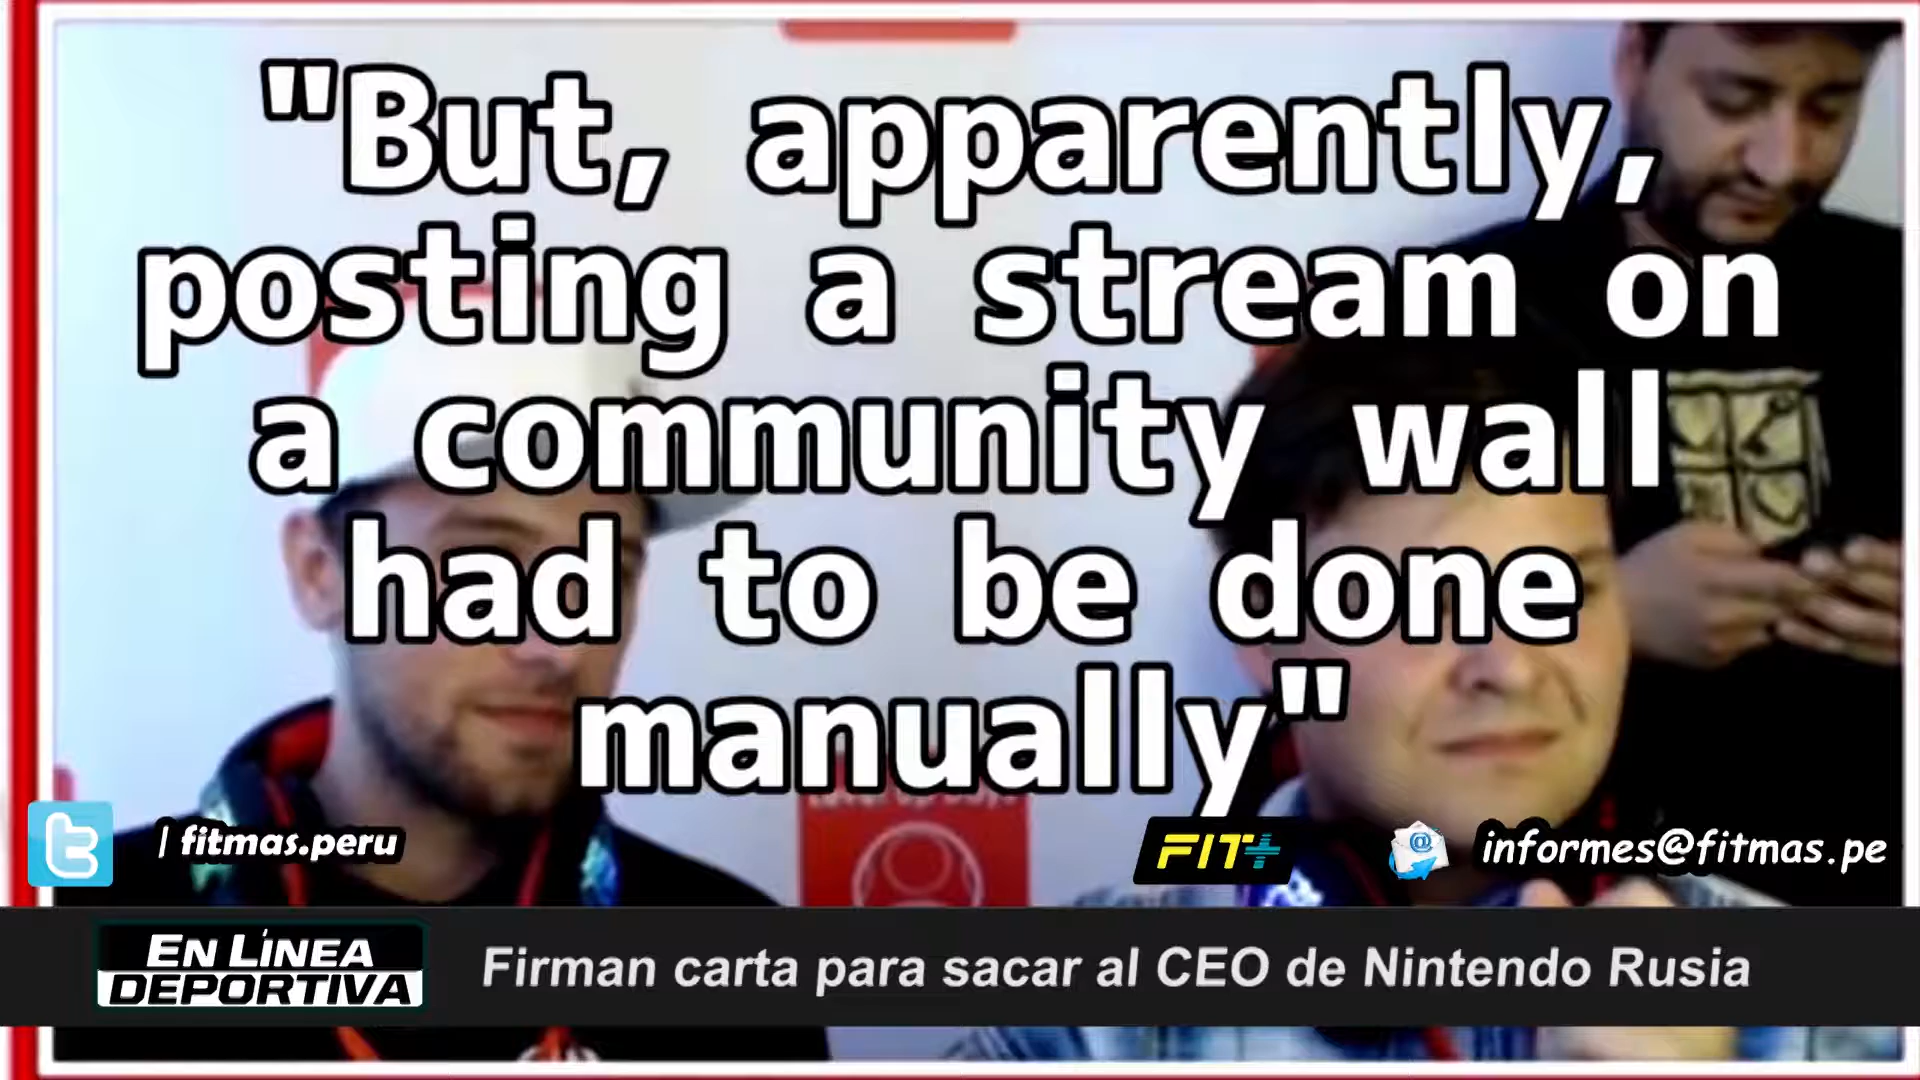 "But, apparently,
posting a stream on
a community wall
had to be done
manually"
| fitmas.peru
FIT+
informes@fitmas.pe
EN LÍNEA
DEPORTIVA
Firman carta para sacar al CEO de Nintendo Rusia